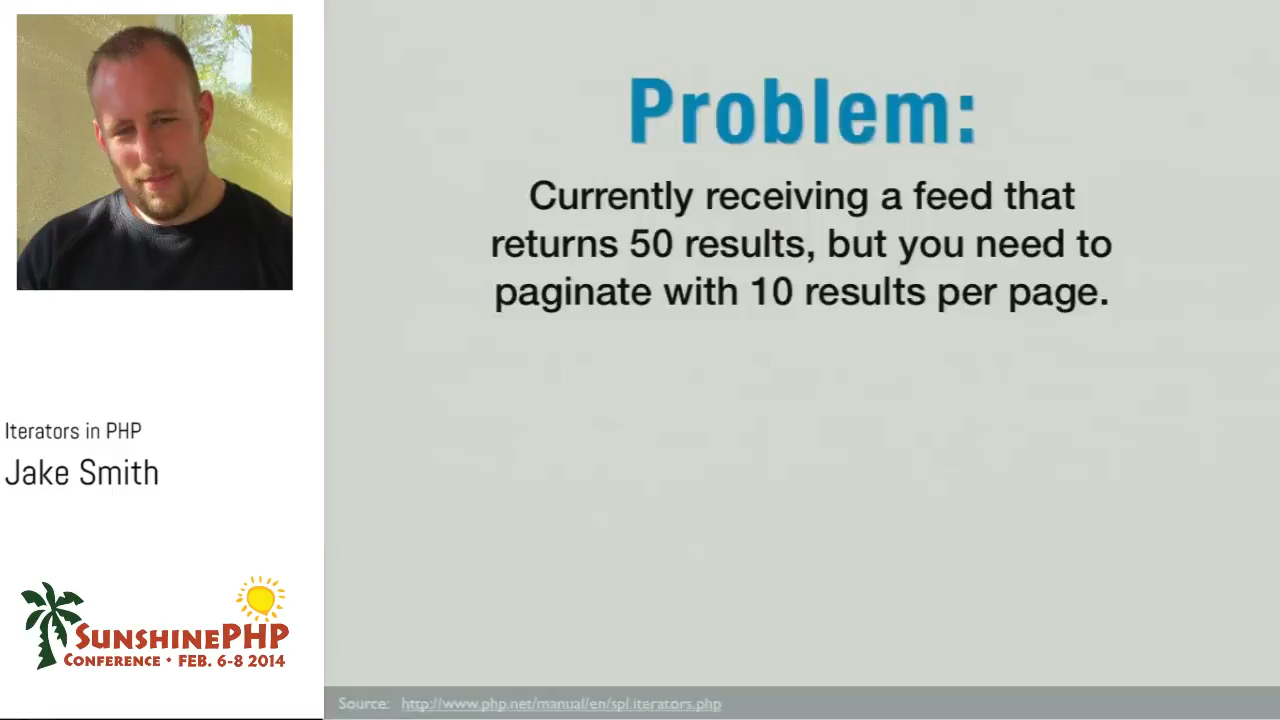 Problem:
Currently receiving a feed that
returns 50 results, but you need to
paginate with 10 results per page.
Iterators in PHP
Jake Smith
SUNSHINEPHP
CONFERENCE • FEB. 6-8 2014
Source: http://www.php.net/manual/en/spl.iterators.php